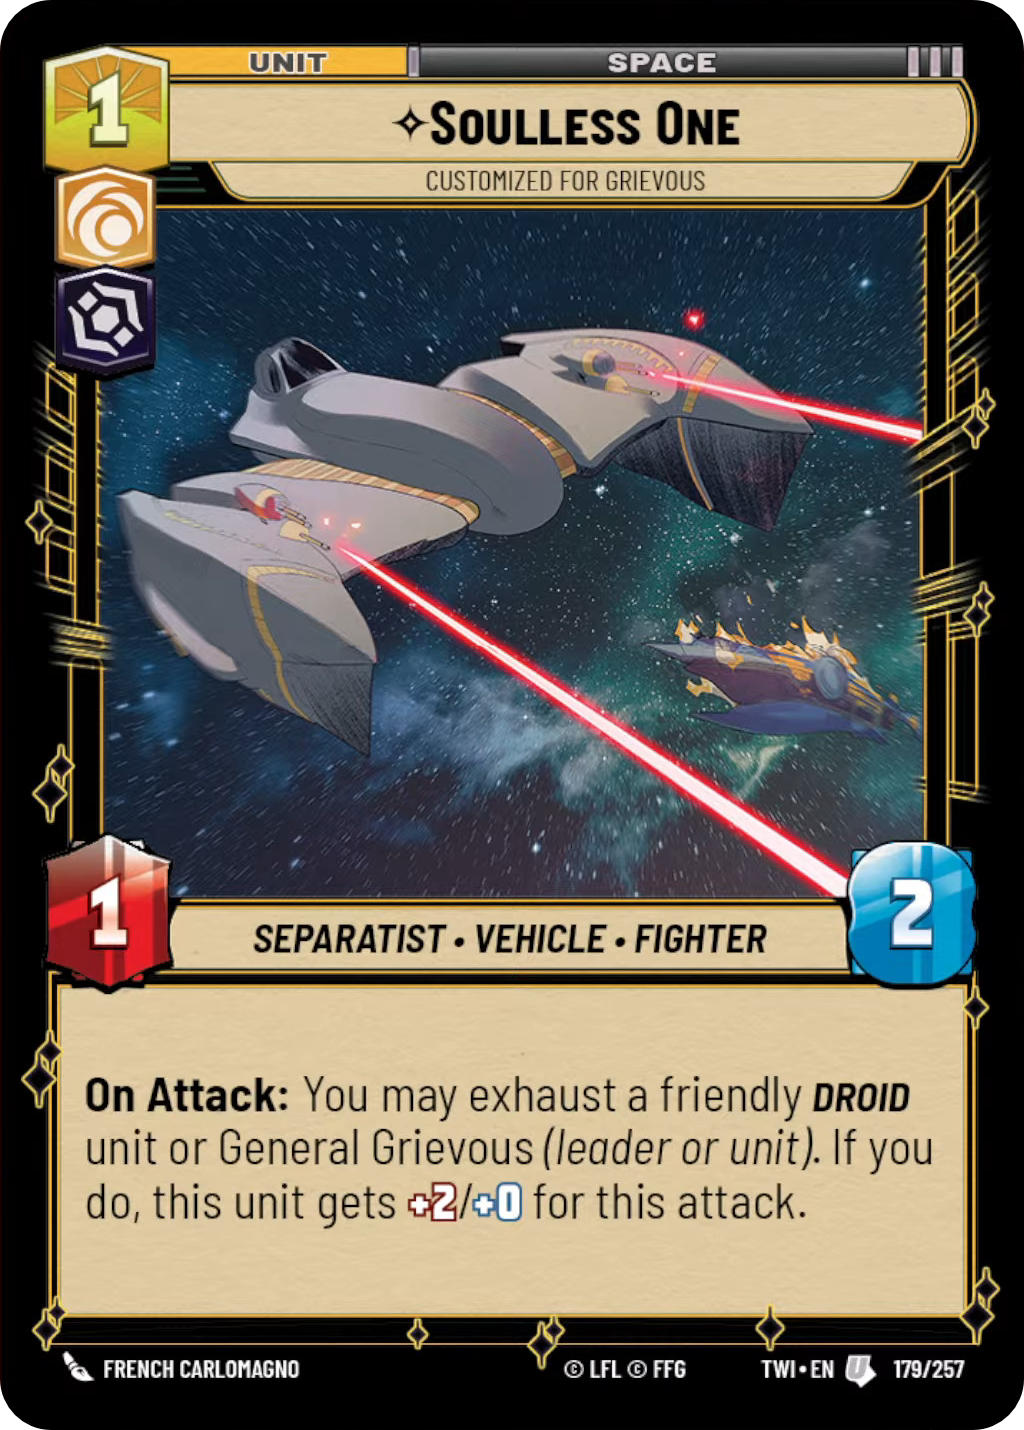 UNIT SPACE
1
✧SOULLESS ONE
CUSTOMIZED FOR GRIEVOUS
1
SEPARATIST • VEHICLE • FIGHTER
2
On Attack: You may exhaust a friendly DROID
unit or General Grievous (leader or unit). If you
do, this unit gets +2/+0 for this attack.
FRENCH CARLOMAGNO © LFL © FFG TWI • EN U 179/257